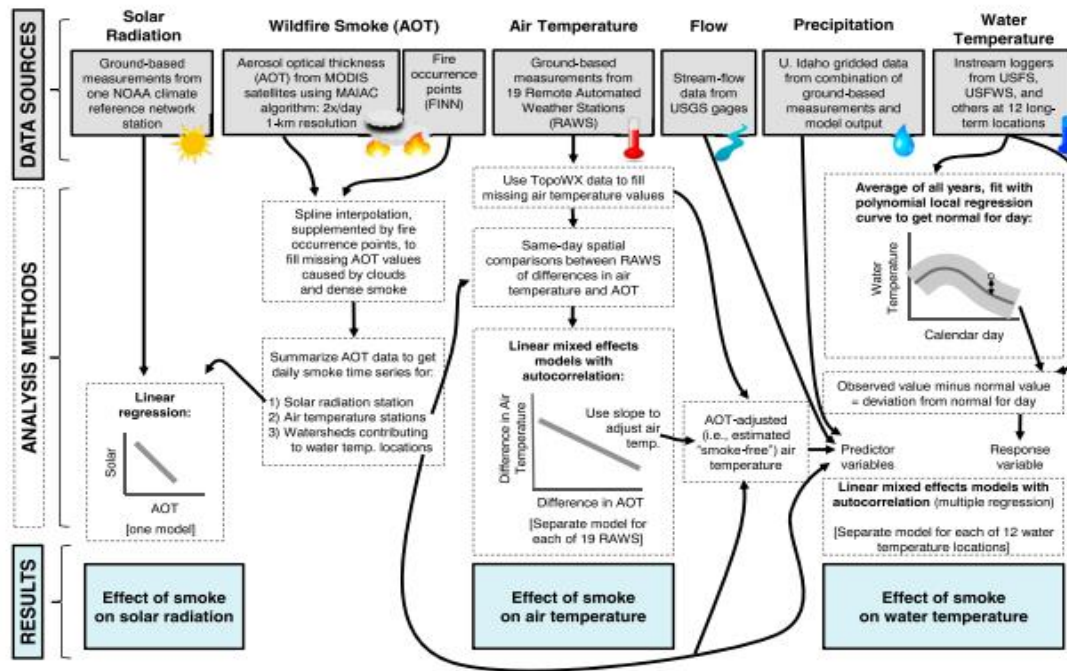 Solar
Radiation
Wildfire Smoke (AOT)
Air Temperature
Flow
Precipitation
Water
Temperature
DATA SOURCES
Ground-based
measurements from
one NOAA climate
reference network
station
Aerosol optical thickness
(AOT) from MODIS
satellites using MAIAC
algorithm: 2x/day
1-km resolution
Fire
occurrence
points
(FINN)
Ground-based
measurements from
19 Remote Automated
Weather Stations
(RAWS)
Stream-flow
data from
USGS gages
U. Idaho gridded data
from combination of
ground-based
measurements and
model output
Instream loggers
from USFS,
USFWS, and
others at 12 long-
term locations
ANALYSIS METHODS
Spline interpolation,
supplemented by fire
occurrence points, to
fill missing AOT values
caused by clouds
and dense smoke
Summarize AOT data to get
daily smoke time series for:
1) Solar radiation station
2) Air temperature stations
3) Watersheds contributing
to water temp. locations
Linear
regression:
Solar
AOT
[one model]
Use TopoWX data to fill
missing air temperature values
Same-day spatial
comparisons between RAWS
of differences in air
temperature and AOT
Linear mixed effects
models with
autocorrelation:
Difference in Air
Temperature
Use slope to
adjust air
temp.
Difference in AOT
[Separate model for
each of 19 RAWS]
AOT-adjusted
(i.e., estimated
"smoke-free") air
temperature
Average of all years, fit with
polynomial local regression
curve to get normal for day:
Water
Temperature
Calendar day
Observed value minus normal value
= deviation from normal for day
Predictor
variables
Response
variable
Linear mixed effects models with
autocorrelation (multiple regression)
[Separate model for each of 12 water
temperature locations]
RESULTS
Effect of smoke
on solar radiation
Effect of smoke
on air temperature
Effect of smoke
on water temperature